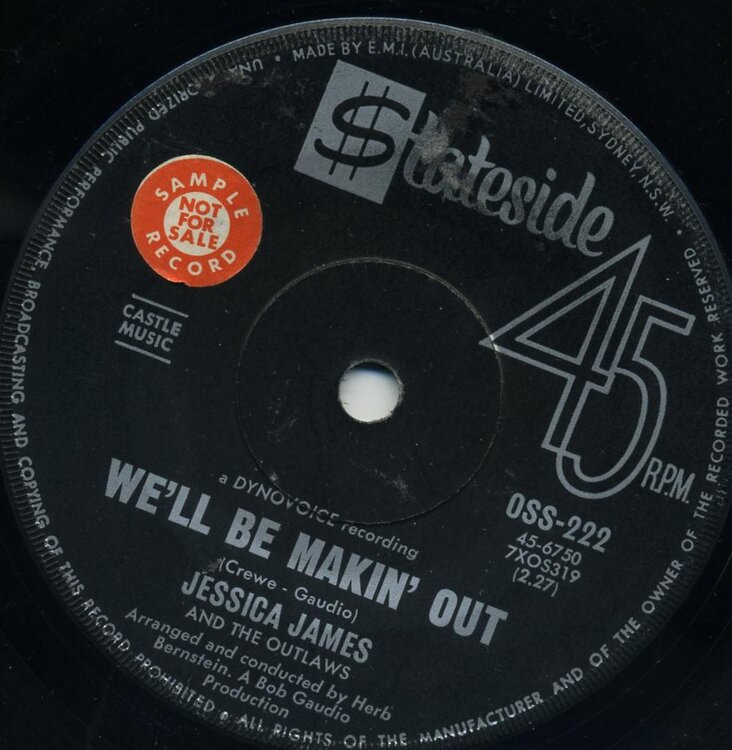 MADE BY E.M.I. (AUSTRALIA) LIMITED, SYDNEY, N.S.W. •
Stateside
SAMPLE
NOT
FOR
SALE
RECORD
45
R.P.M.
CASTLE
MUSIC
OSS-222
45-6750
7XOS319
(2.27)
a DYNOVOICE recording
WE'LL BE MAKIN' OUT
(Crewe - Gaudio)
JESSICA JAMES
AND THE OUTLAWS
Arranged and conducted by Herb
Bernstein. A Bob Gaudio
Production
PUBLIC PERFORMANCE, BROADCASTING AND COPYING OF THIS RECORD PROHIBITED • ALL RIGHTS OF THE MANUFACTURER AND OF THE OWNER OF THE RECORDED WORK RESERVED